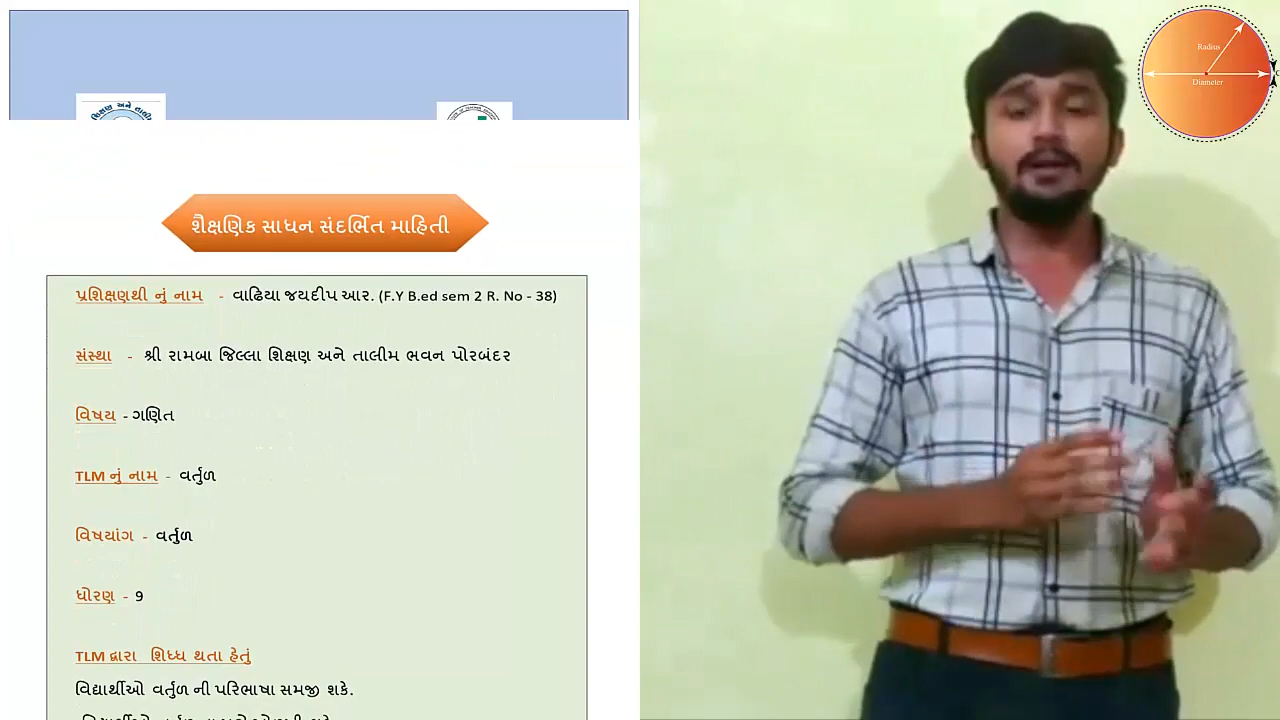 શૈક્ષણિક સાધન સંદર્ભિત માહિતી
પ્રશિક્ષણથી નું નામ - વાઢિયા જયદીપ આર. (F.Y B.ed sem 2 R. No - 38)
સંસ્થા - શ્રી રામબા જિલ્લા શિક્ષણ અને તાલીમ ભવન પોરબંદર
વિષય - ગણિત
TLM નું નામ - વર્તુળ
વિષયાંગ - વર્તુળ
ધોરણ - 9
TLM દ્વારા શિધ્ધ થતા હેતું
વિદ્યાર્થીઓ વર્તુળ ની પરિભાષા સમજી શકે.
Radius
Diameter